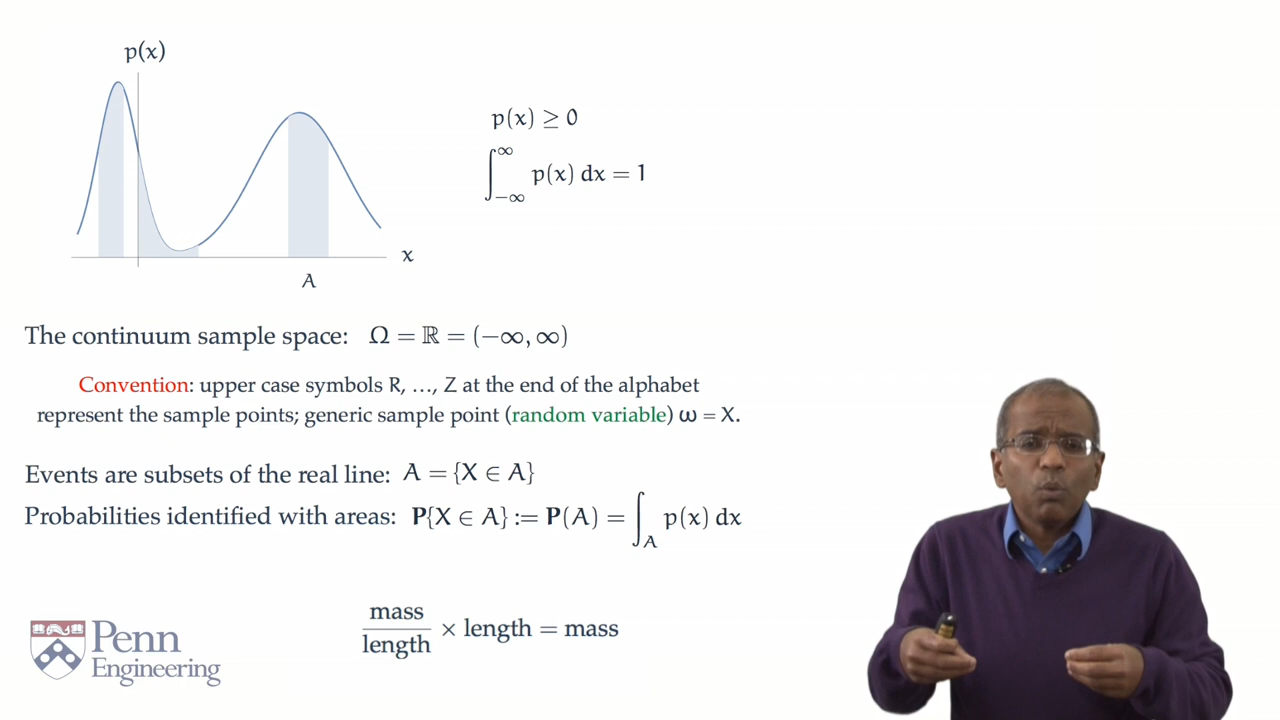 p(x)
p(x) ≥ 0
∫_{−∞}^{∞} p(x) dx = 1
x
A
The continuum sample space: Ω = ℝ = (−∞, ∞)
Convention: upper case symbols R, ..., Z at the end of the alphabet
represent the sample points; generic sample point (random variable) ω = X.
Events are subsets of the real line: A = {X ∈ A}
Probabilities identified with areas: P{X ∈ A} := P(A) = ∫_A p(x) dx
mass/length × length = mass
Penn
Engineering